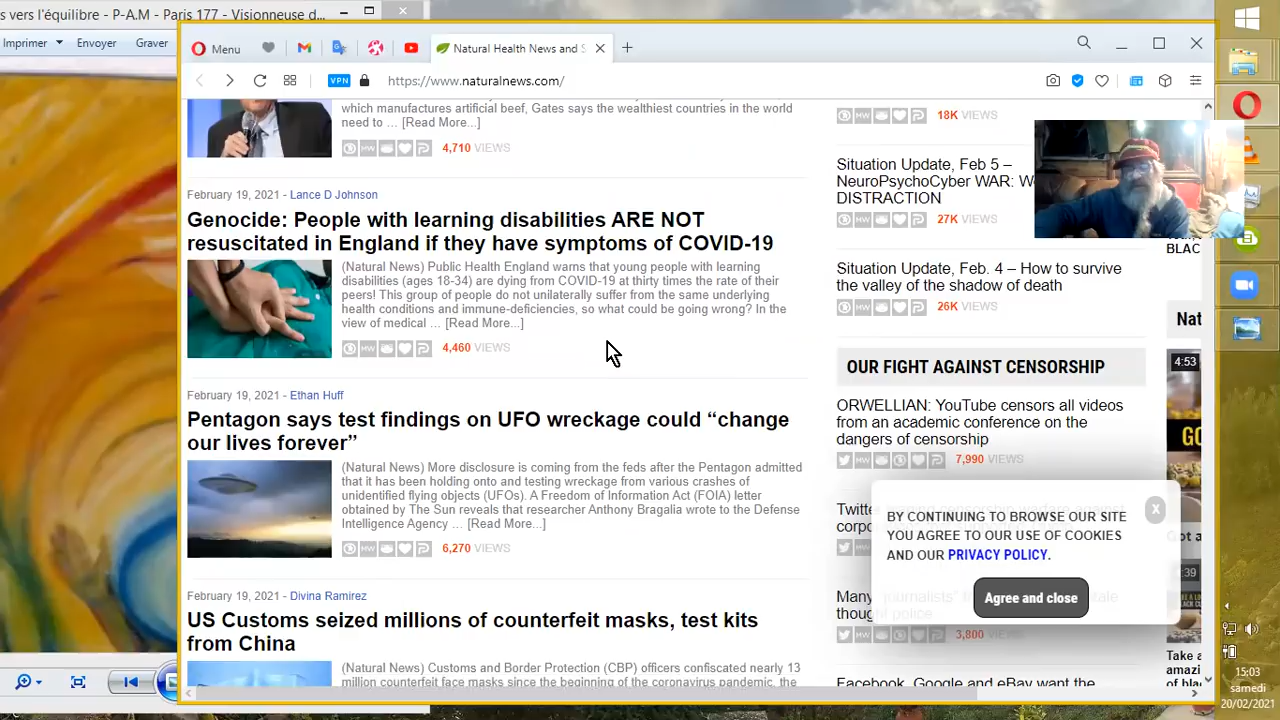 s vers l'équilibre - P-A-M - Paris 177 - Visionneuse d...
Imprimer Envoyer Graver
Menu
Natural Health News and S
VPN https://www.naturalnews.com/
which manufactures artificial beef, Gates says the wealthiest countries in the world
need to ... [Read More...]
4,710 VIEWS
February 19, 2021 - Lance D Johnson
Genocide: People with learning disabilities ARE NOT
resuscitated in England if they have symptoms of COVID-19
(Natural News) Public Health England warns that young people with learning
disabilities (ages 18-34) are dying from COVID-19 at thirty times the rate of their
peers! This group of people do not unilaterally suffer from the same underlying
health conditions and immune-deficiencies, so what could be going wrong? In the
view of medical ... [Read More...]
4,460 VIEWS
February 19, 2021 - Ethan Huff
Pentagon says test findings on UFO wreckage could “change
our lives forever”
(Natural News) More disclosure is coming from the feds after the Pentagon admitted
that it has been holding onto and testing wreckage from various crashes of
unidentified flying objects (UFOs). A Freedom of Information Act (FOIA) letter
obtained by The Sun reveals that researcher Anthony Bragalia wrote to the Defense
Intelligence Agency ... [Read More...]
6,270 VIEWS
February 19, 2021 - Divina Ramirez
US Customs seized millions of counterfeit masks, test kits
from China
(Natural News) Customs and Border Protection (CBP) officers confiscated nearly 13
million counterfeit face masks since the beginning of the coronavirus pandemic, the
18K VIEWS
Situation Update, Feb 5 –
NeuroPsychoCyber WAR:
DISTRACTION
27K VIEWS
Situation Update, Feb. 4 – How to survive
the valley of the shadow of death
26K VIEWS
OUR FIGHT AGAINST CENSORSHIP
ORWELLIAN: YouTube censors all videos
from an academic conference on the
dangers of censorship
7,990 VIEWS
Twitte
corpo
Many "journalists"
thought police
3,800 VIEWS
Facebook, Google and eBay want the
BLAC
Nat
4:53
GO
Got a
:39
Take a
of bla
BY CONTINUING TO BROWSE OUR SITE
YOU AGREE TO OUR USE OF COOKIES
AND OUR PRIVACY POLICY.
X
Agree and close
15:03
samedi
20/02/2021